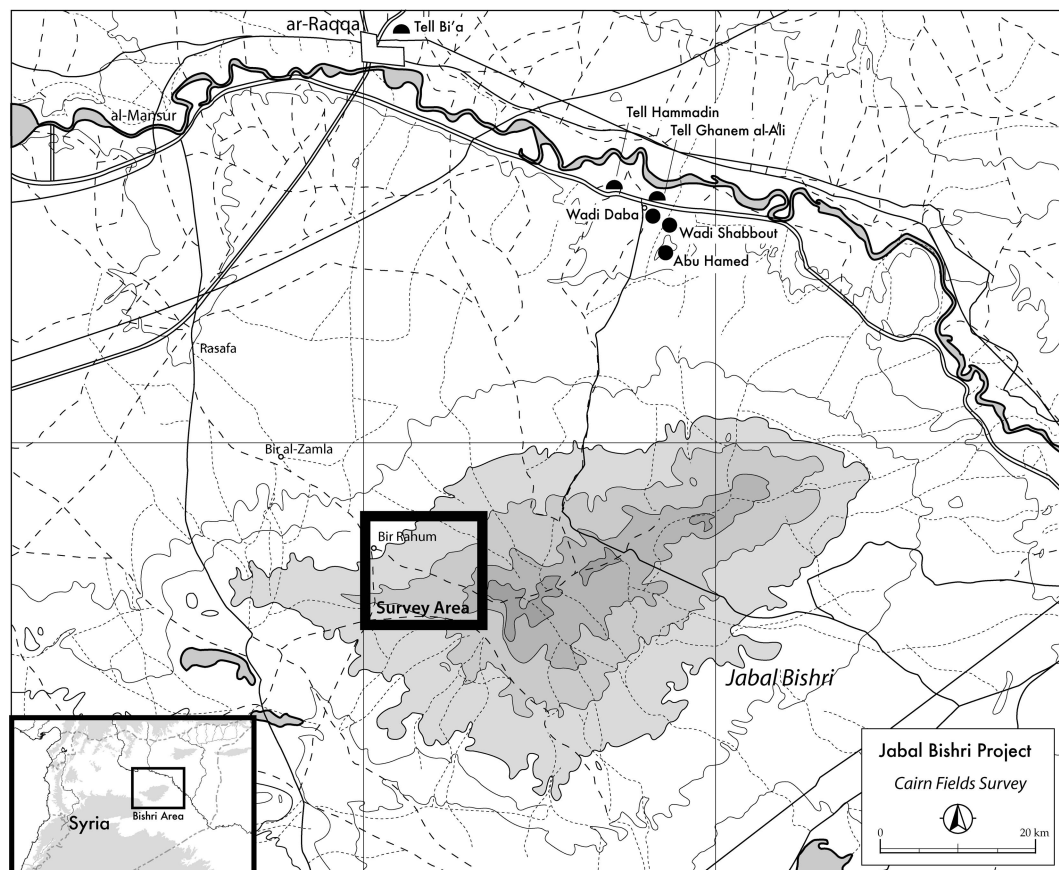 ar-Raqqa
Tell Bi'a
al-Mansur
Tell Hammadin
Tell Ghanem al-Ali
Wadi Daba
Wadi Shabbout
Abu Hamed
Rasafa
Bir al-Zamla
Bir Rahum
Survey Area
Jabal Bishri
Syria
Bishri Area
Jabal Bishri Project
Cairn Fields Survey
0 20 km